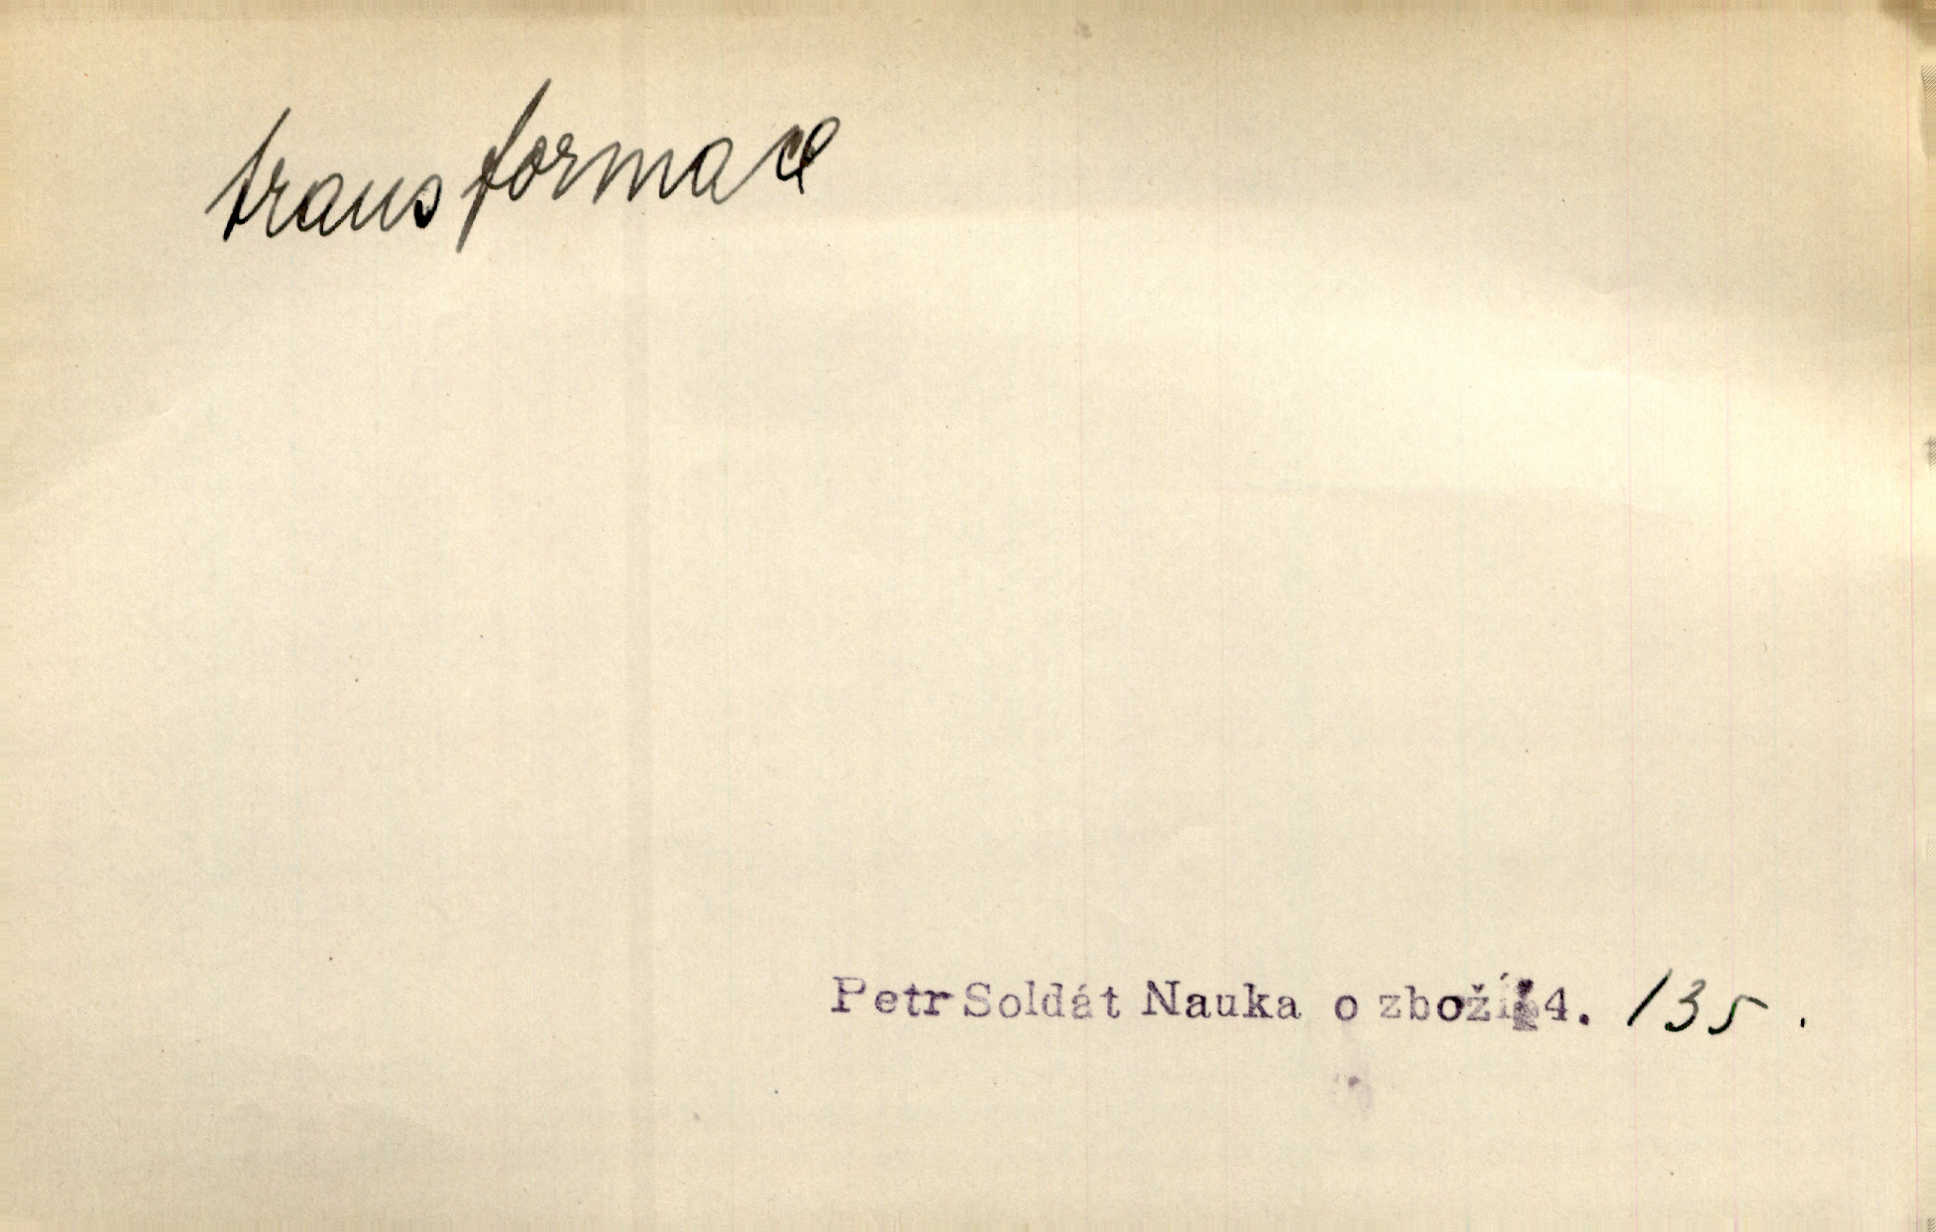 transformace
Petr Soldát Nauka o zboží 4. 135.